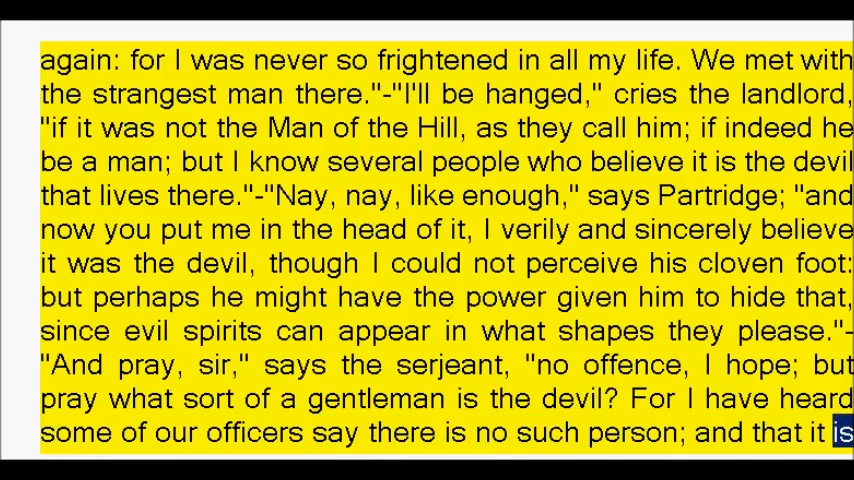 again: for I was never so frightened in all my life. We met with
the strangest man there."-"I'll be hanged," cries the landlord,
"if it was not the Man of the Hill, as they call him; if indeed he
be a man; but I know several people who believe it is the devil
that lives there."-"Nay, nay, like enough," says Partridge; "and
now you put me in the head of it, I verily and sincerely believe
it was the devil, though I could not perceive his cloven foot:
but perhaps he might have the power given him to hide that,
since evil spirits can appear in what shapes they please."-
"And pray, sir," says the serjeant, "no offence, I hope; but
pray what sort of a gentleman is the devil? For I have heard
some of our officers say there is no such person; and that it is